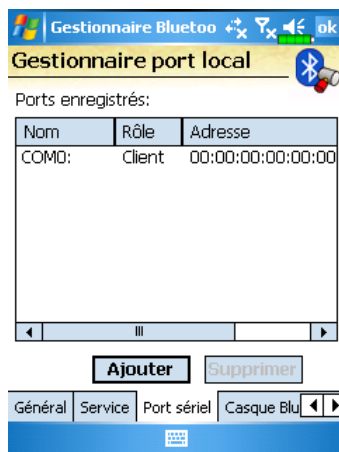 Gestionnaire Bluetoo ok
Gestionnaire port local
Ports enregistrés:
Nom Rôle Adresse
COM0: Client 00:00:00:00:00:00
Ajouter Supprimer
Général Service Port sériel Casque Blu